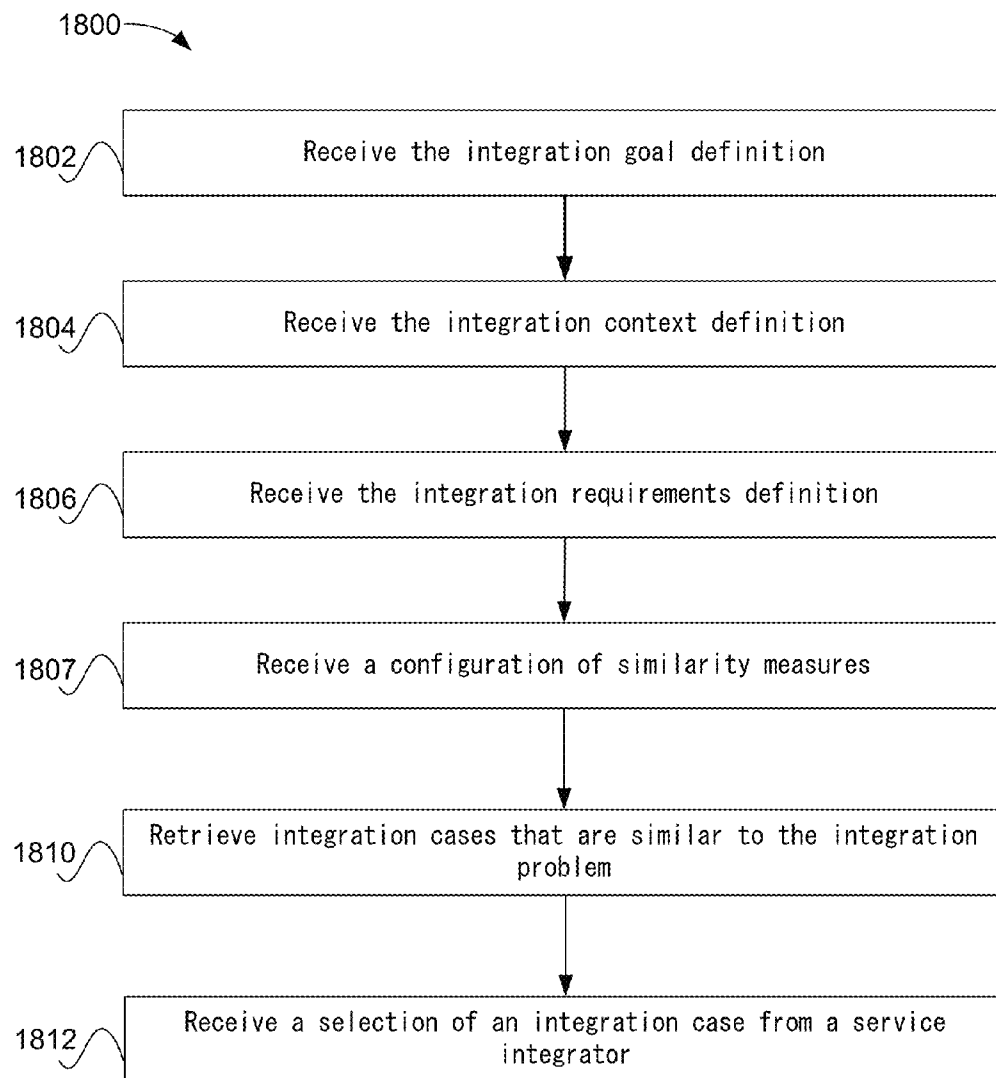 1800
1802
Receive the integration goal definition
1804
Receive the integration context definition
1806
Receive the integration requirements definition
1807
Receive a configuration of similarity measures
1810
Retrieve integration cases that are similar to the integration
problem
1812
Receive a selection of an integration case from a service
integrator